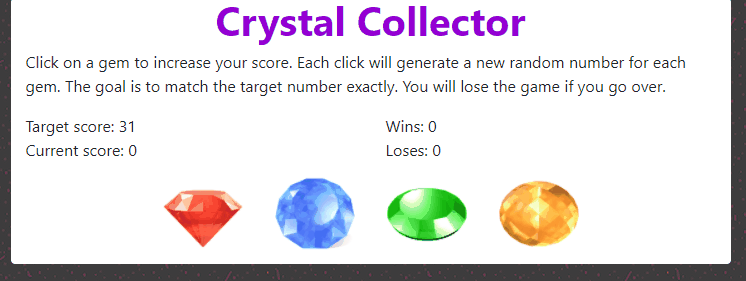 Crystal Collector
Click on a gem to increase your score. Each click will generate a new random number for each
gem. The goal is to match the target number exactly. You will lose the game if you go over.
Target score: 31
Wins: 0
Current score: 0
Loses: 0